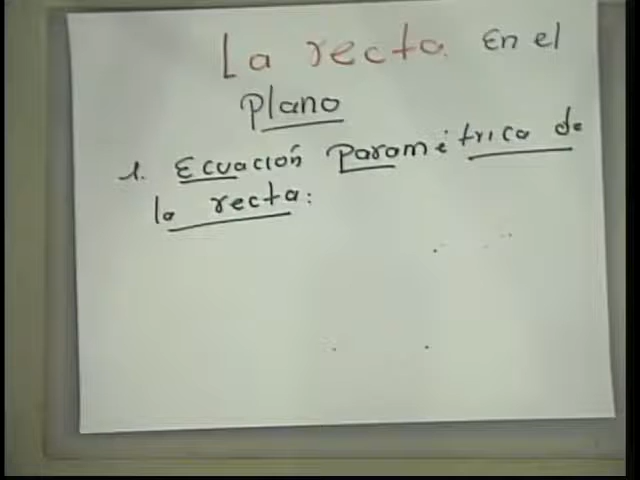 La recta En el
plano
1. Ecuación paramétrica de
la recta: